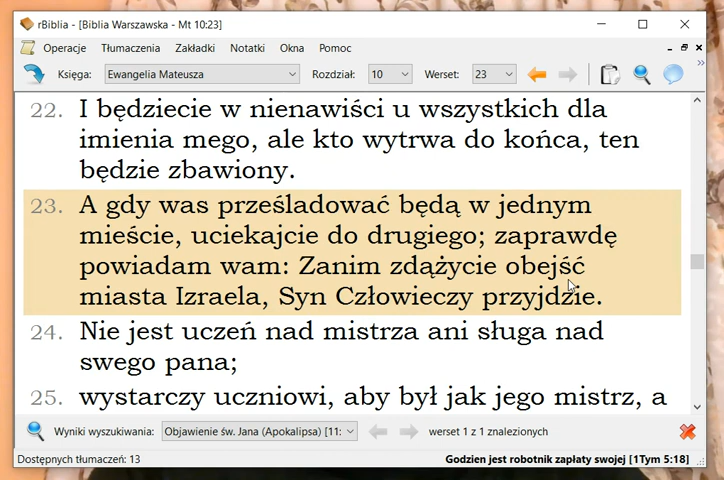 rBiblia - [Biblia Warszawska - Mt 10:23]
Operacje Tłumaczenia Zakładki Notatki Okna Pomoc
Księga: Ewangelia Mateusza Rozdział: 10 Werset: 23
22. I będziecie w nienawiści u wszystkich dla
imienia mego, ale kto wytrwa do końca, ten
będzie zbawiony.
23. A gdy was prześladować będą w jednym
mieście, uciekajcie do drugiego; zaprawdę
powiadam wam: Zanim zdążycie obejść
miasta Izraela, Syn Człowieczy przyjdzie.
24. Nie jest uczeń nad mistrza ani sługa nad
swego pana;
25. wystarczy uczniowi, aby był jak jego mistrz, a
Wyniki wyszukiwania: Objawienie św. Jana (Apokalipsa) [11: werset 1 z 1 znalezionych
Dostępnych tłumaczeń: 13 Godzien jest robotnik zapłaty swojej [1Tym 5:18]